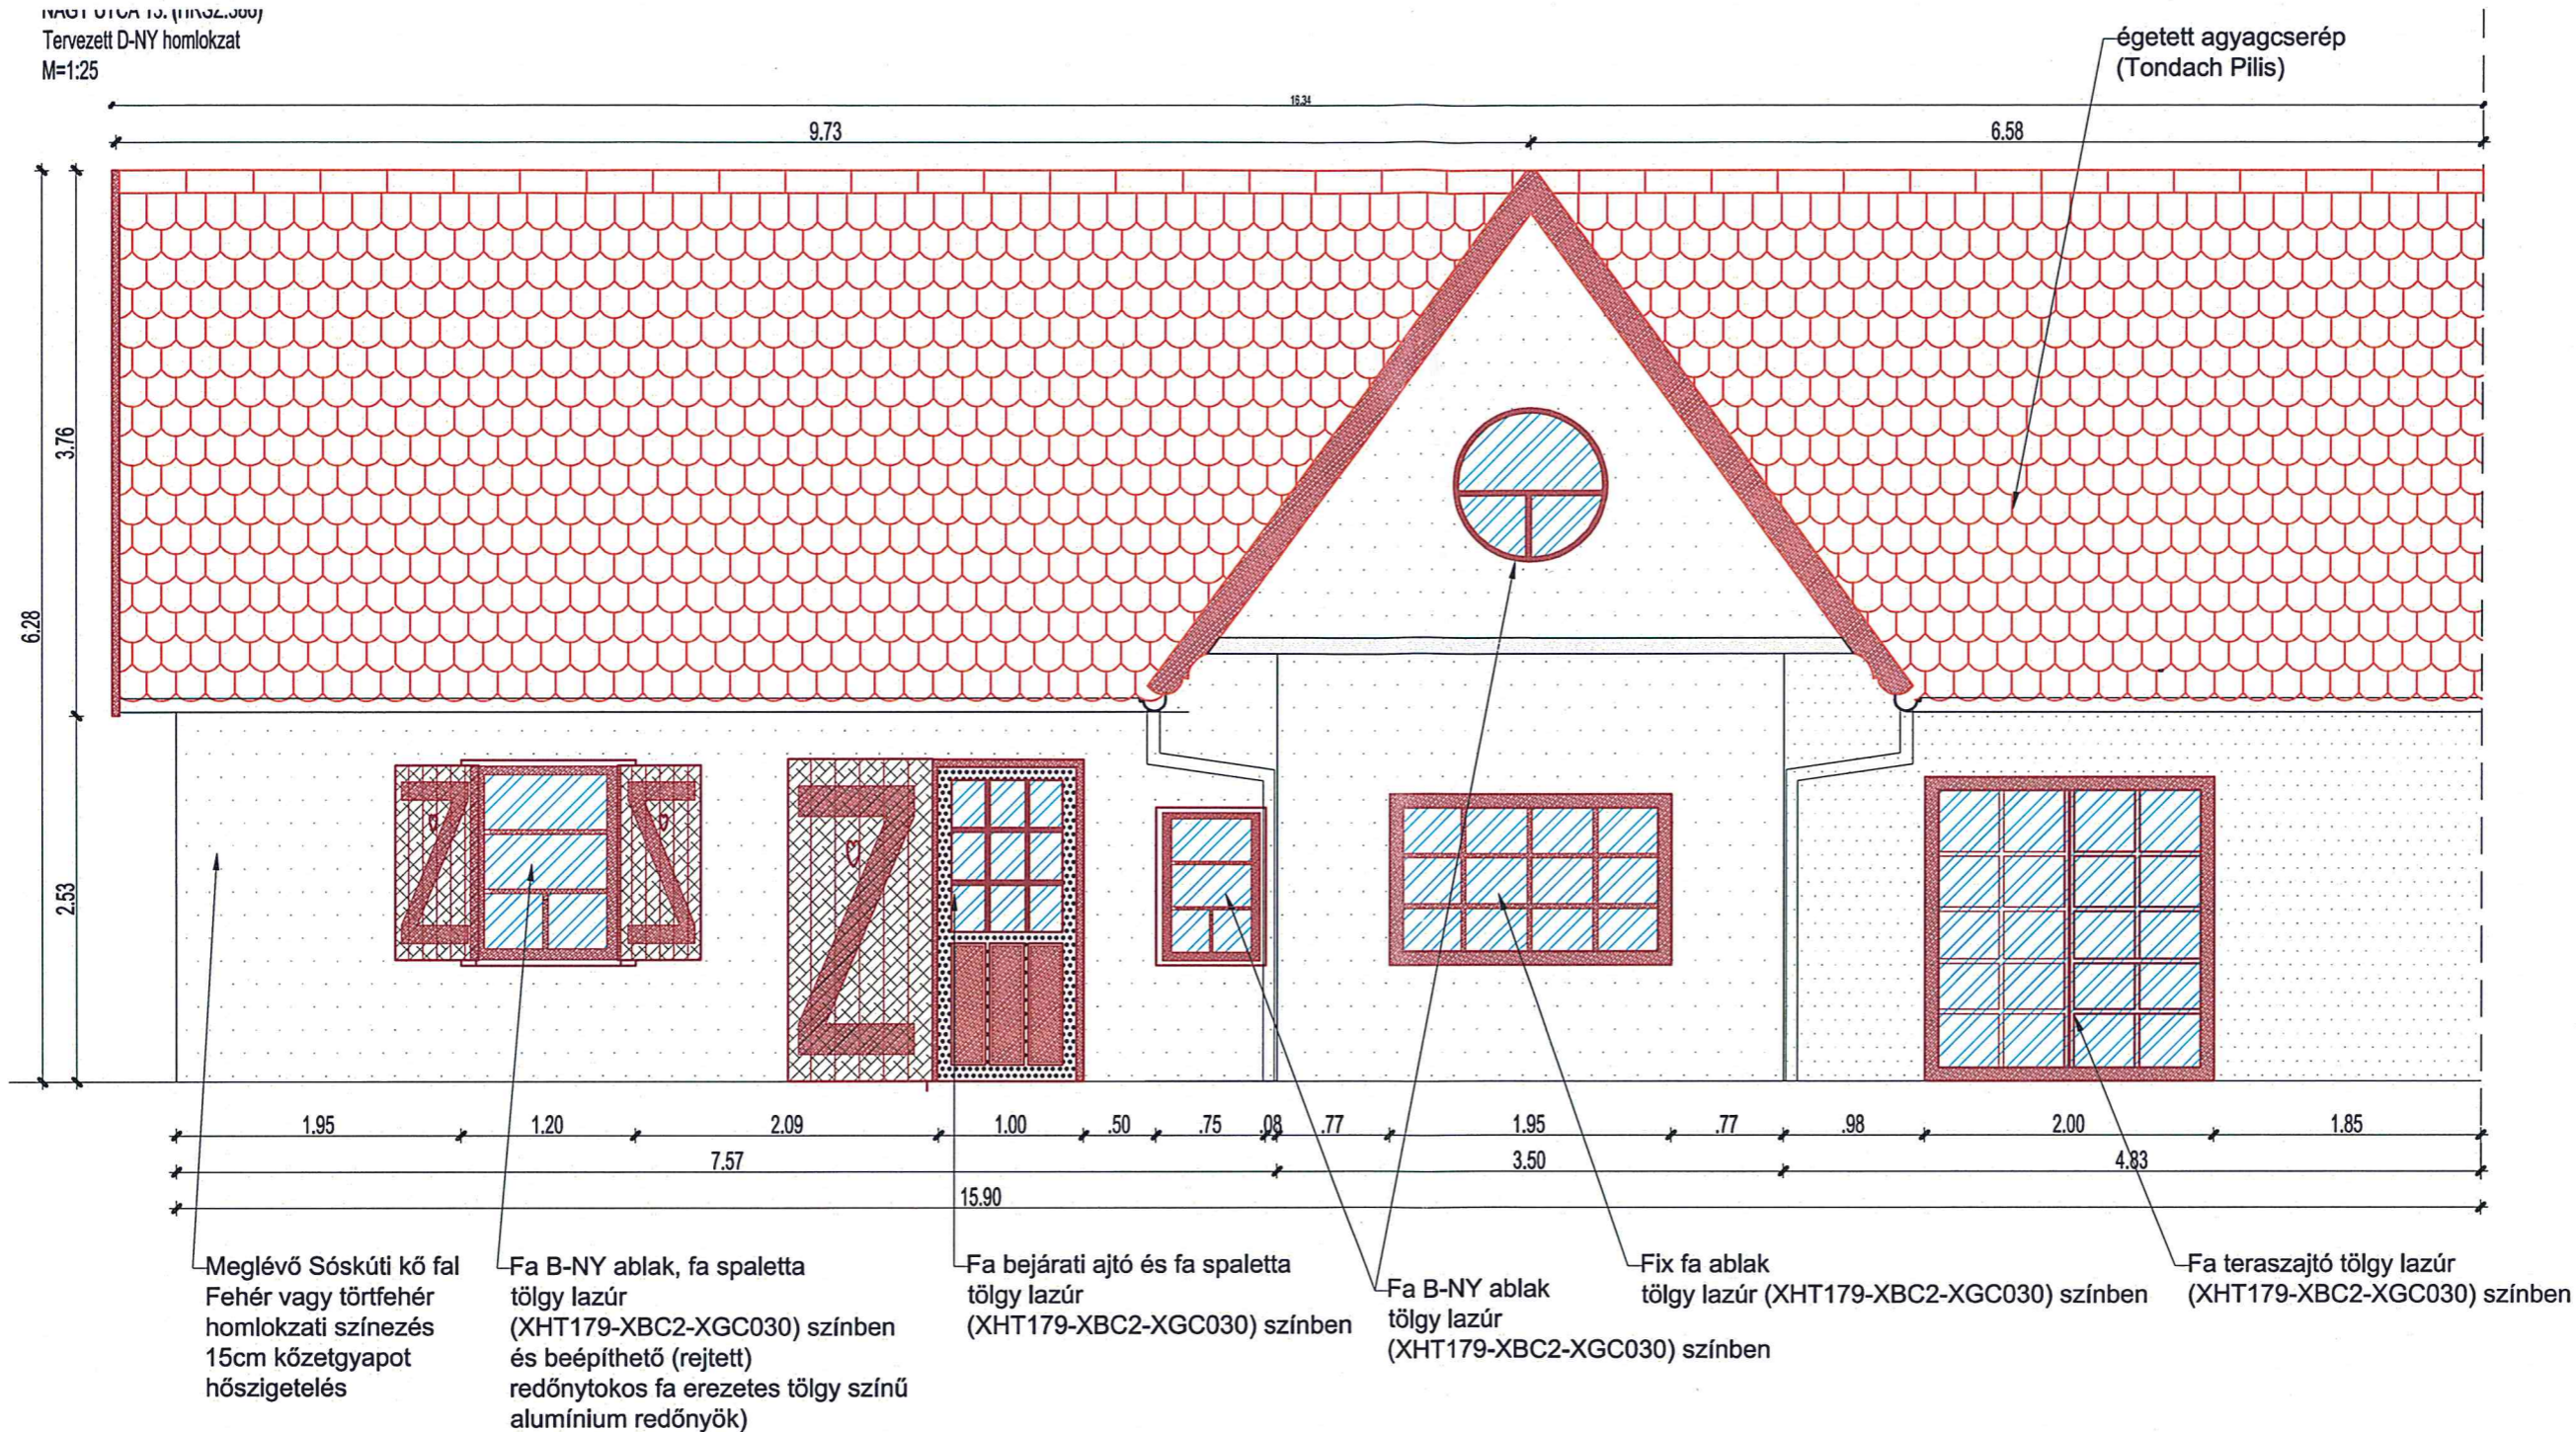 Tervezett D-NY homlokzat
M=1:25
égetett agyagcserép
(Tondach Pilis)
16.34
9.73
6.58
3.76
6.28
2.53
1.95
1.20
2.09
1.00
.50
.75
.08
.77
1.95
.77
.98
2.00
1.85
7.57
3.50
4.83
15.90
Meglévő Sóskúti kő fal
Fehér vagy törtfehér
homlokzati színezés
15cm kőzetgyapot
hőszigetelés
Fa B-NY ablak, fa spaletta
tölgy lazúr
(XHT179-XBC2-XGC030) színben
és beépíthető (rejtett)
redőnytokos fa erezetes tölgy színű
alumínium redőnyök)
Fa bejárati ajtó és fa spaletta
tölgy lazúr
(XHT179-XBC2-XGC030) színben
Fa B-NY ablak
tölgy lazúr
(XHT179-XBC2-XGC030) színben
Fix fa ablak
tölgy lazúr (XHT179-XBC2-XGC030) színben
Fa teraszajtó tölgy lazúr
(XHT179-XBC2-XGC030) színben